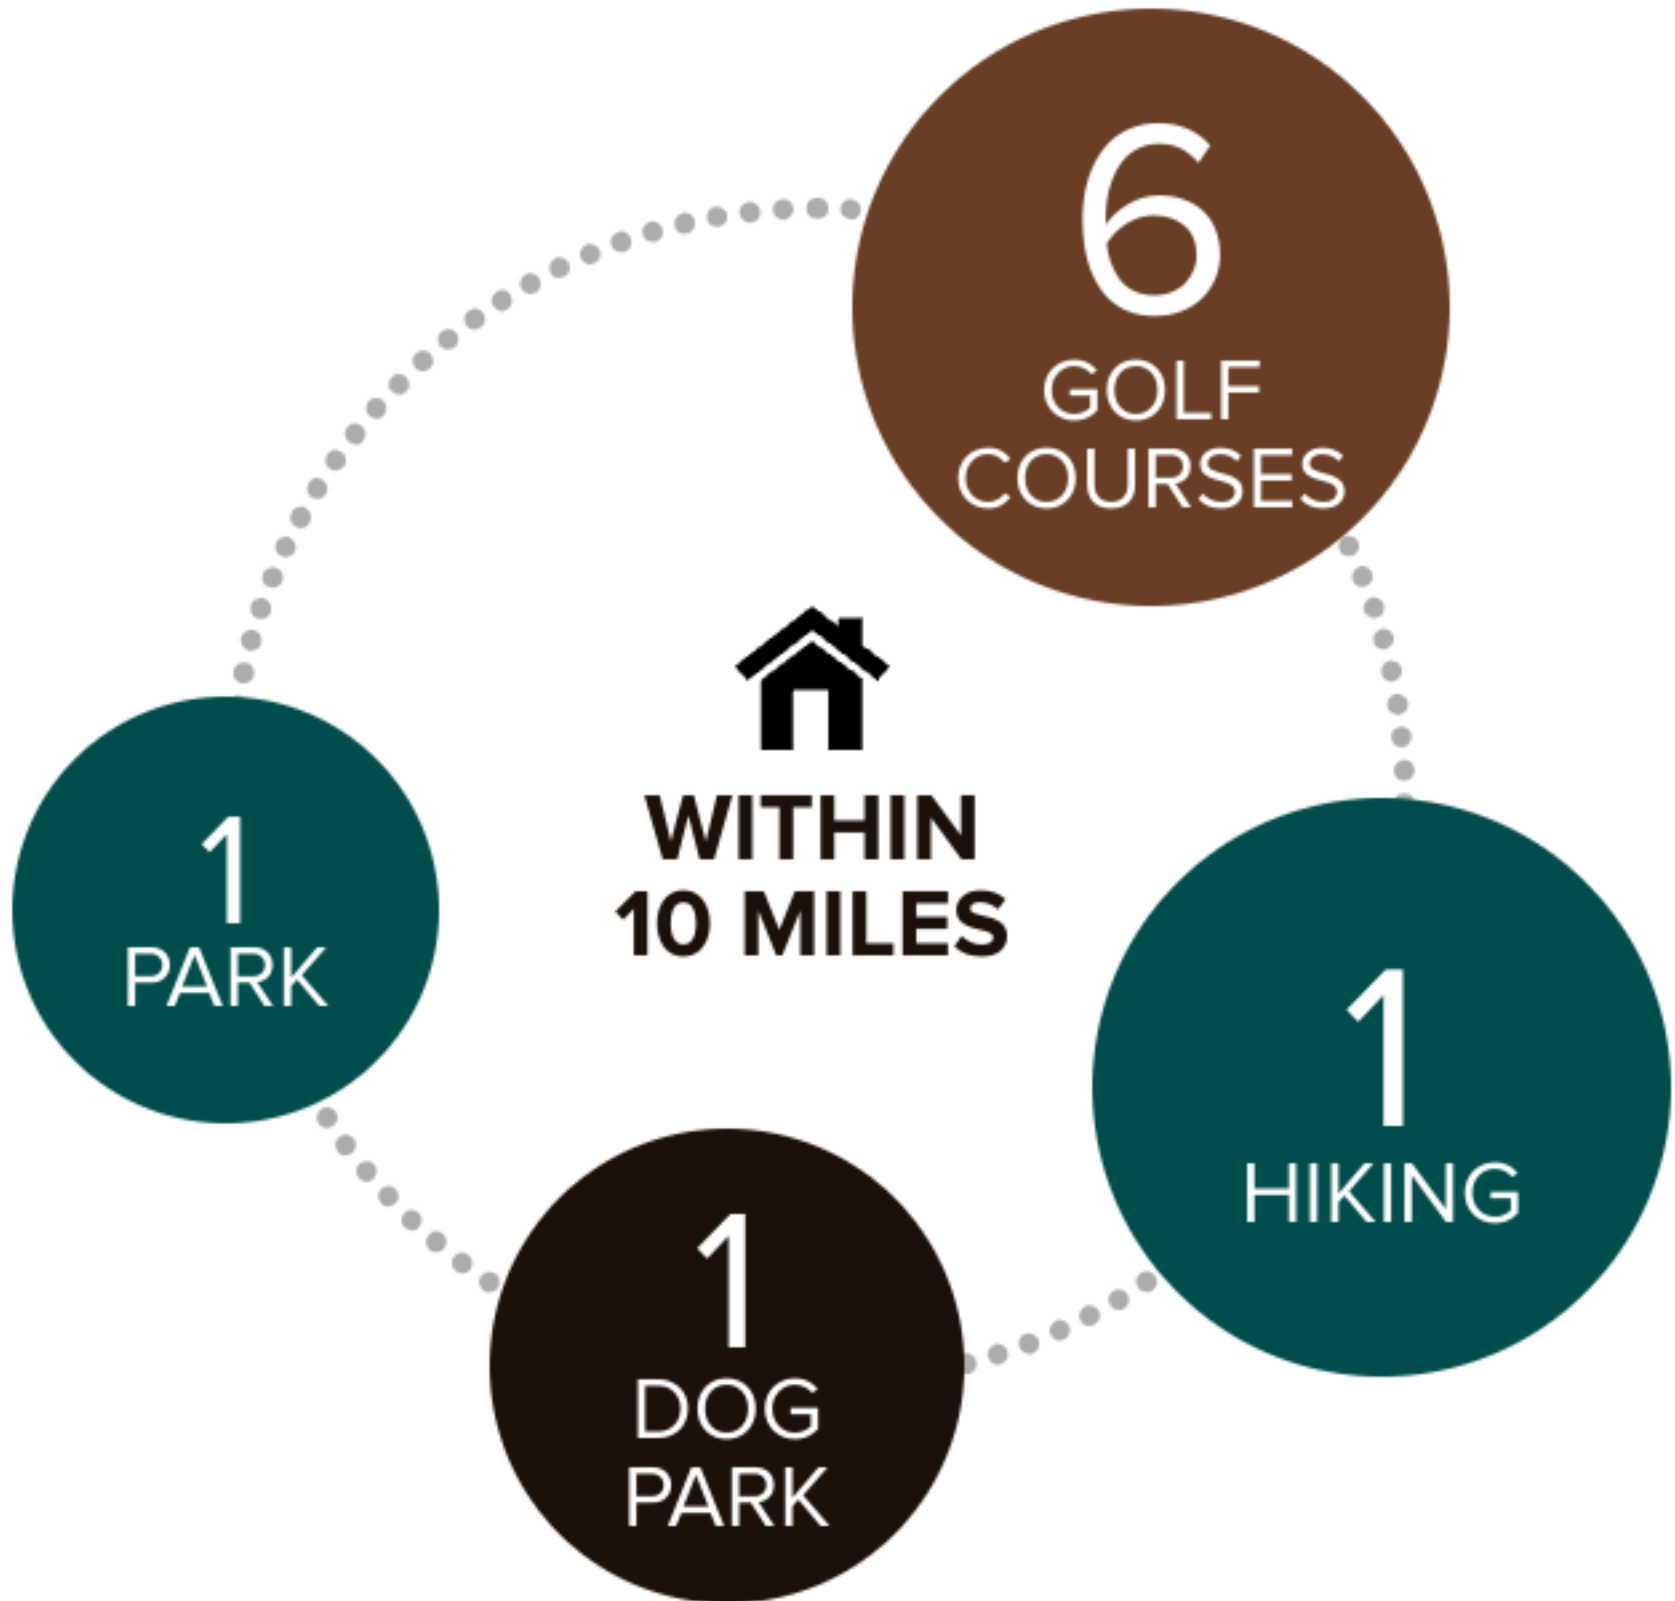 6
GOLF
COURSES
WITHIN
10 MILES
1
PARK
1
HIKING
1
DOG
PARK